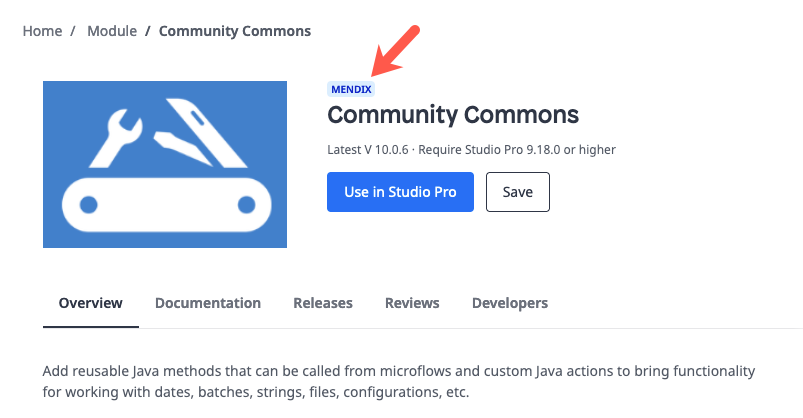 Home / Module / Community Commons
MENDIX
Community Commons
Latest V 10.0.6 · Require Studio Pro 9.18.0 or higher
Use in Studio Pro Save
Overview Documentation Releases Reviews Developers
Add reusable Java methods that can be called from microflows and custom Java actions to bring functionality
for working with dates, batches, strings, files, configurations, etc.